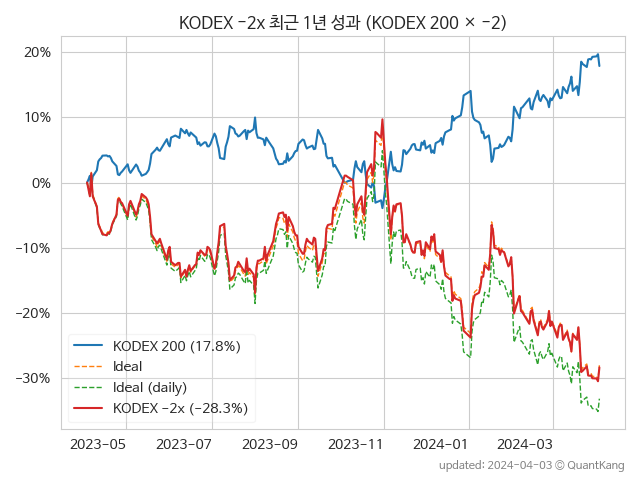 KODEX −2x 최근 1년 성과 (KODEX 200 × −2)
20%
10%
0%
−10%
−20%
−30%
KODEX 200 (17.8%)
Ideal
Ideal (daily)
KODEX −2x (−28.3%)
2023-05 2023-07 2023-09 2023-11 2024-01 2024-03
updated: 2024-04-03 © QuantKang